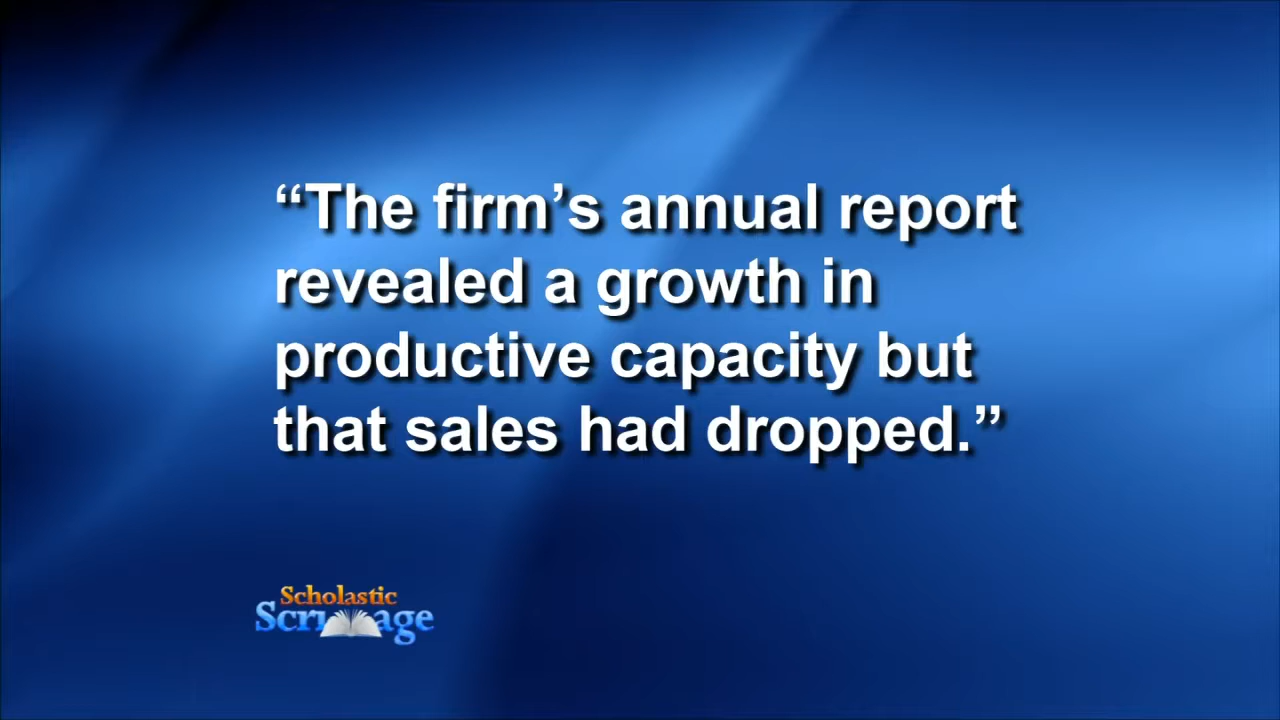 “The firm’s annual report
revealed a growth in
productive capacity but
that sales had dropped.”
Scholastic
Scrimmage